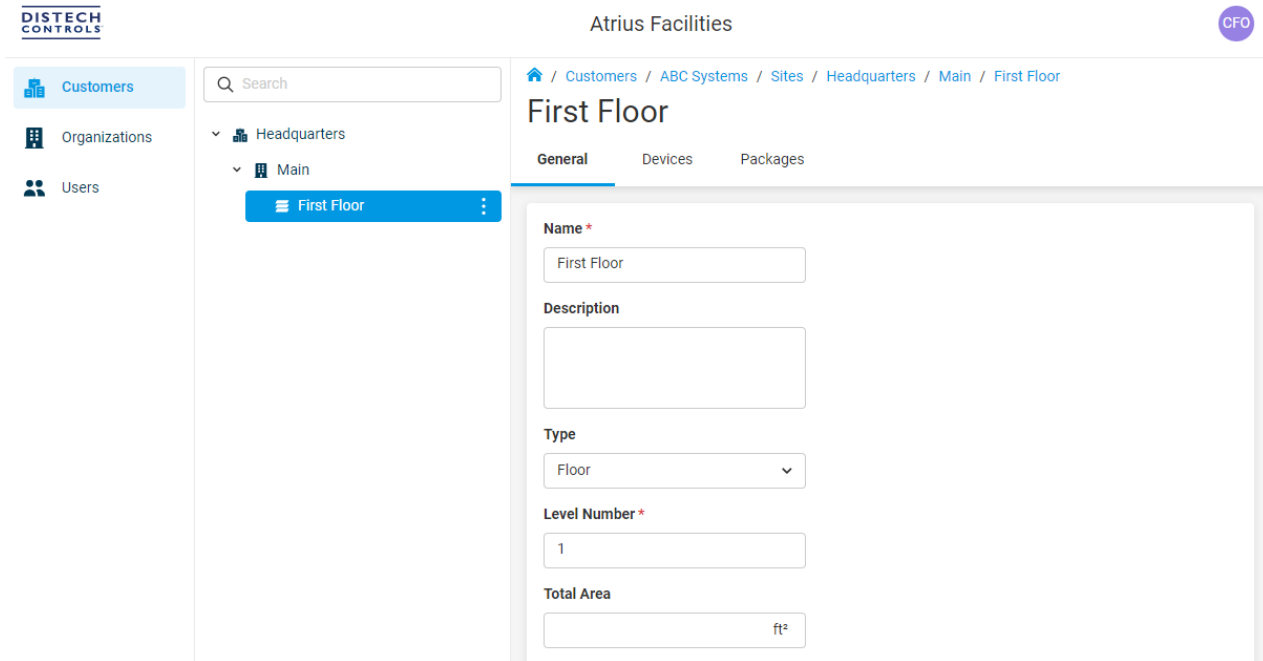 DISTECH
CONTROLS
Atrius Facilities
CFO
Customers
Organizations
Users
Search
Headquarters
Main
First Floor
/ Customers / ABC Systems / Sites / Headquarters / Main / First Floor
First Floor
General Devices Packages
Name *
First Floor
Description
Type
Floor
Level Number *
1
Total Area
ft²